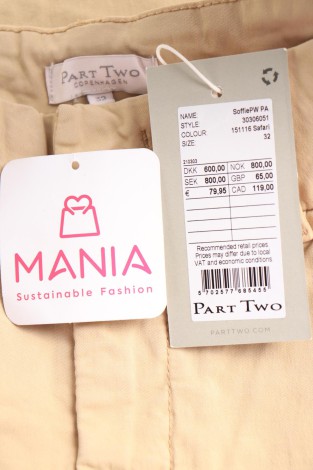 PART TWO
COPENHAGEN
32
MANIA
Sustainable Fashion
NAME SoffiePW PA
STYLE 30306051
COLOUR 151116 Safari
SIZE 32
DKK 600,00 NOK 800,00
SEK 800,00 GBP 65,00
€ 79,95 CAD 119,00
Recommended retail prices.
Prices may differ due to local
VAT and economic conditions
PART TWO
PARTTWO.COM